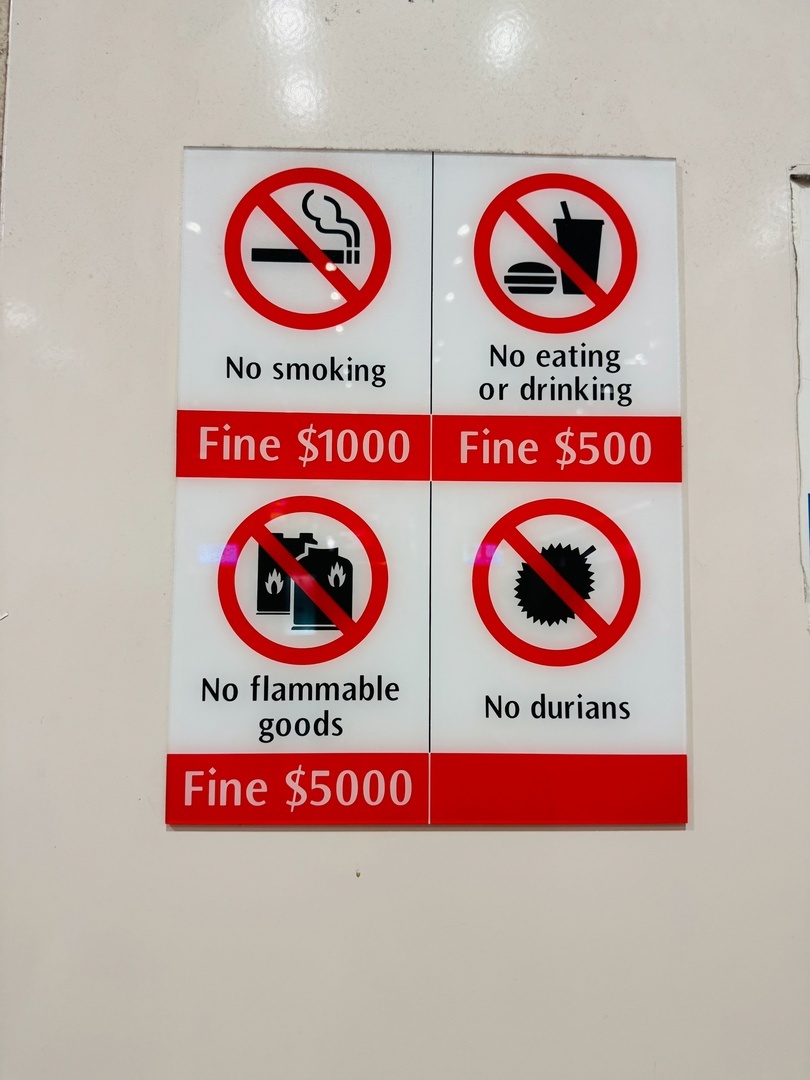 No smoking
Fine $1000
No eating
or drinking
Fine $500
No flammable
goods
Fine $5000
No durians